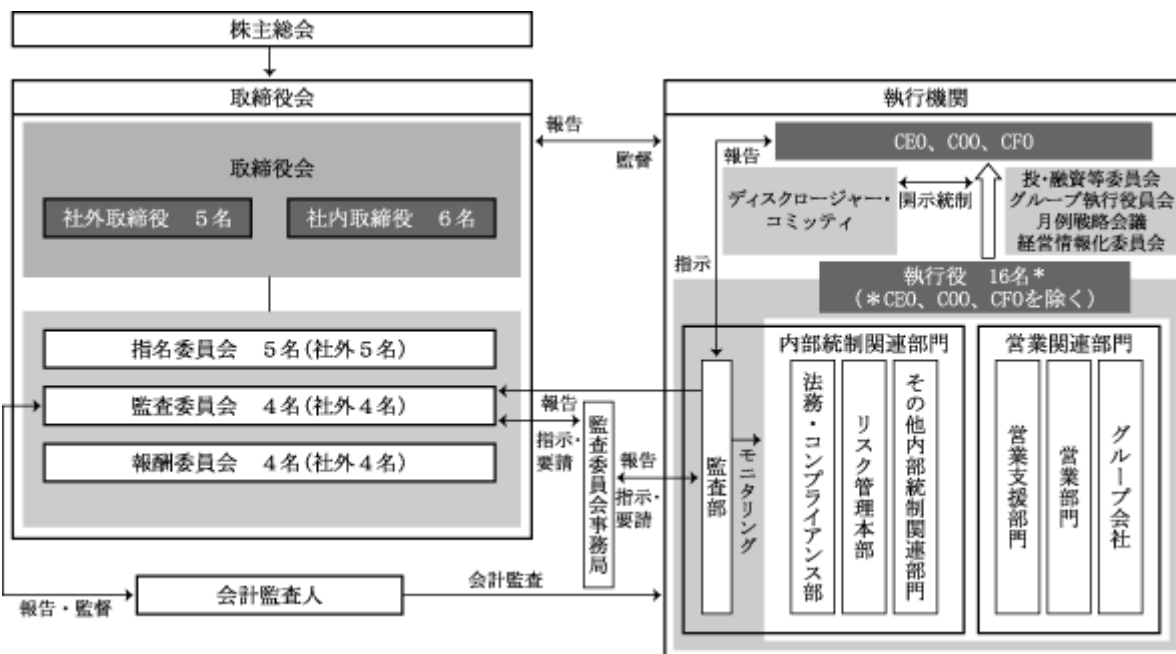 株主総会
取締役会
取締役会
社外取締役 5名
社内取締役 6名
指名委員会 5名(社外5名)
監査委員会 4名(社外4名)
報酬委員会 4名(社外4名)
報告
監督
執行機関
CEO、COO、CFO
報告
ディスクロージャー・
コミッティ
開示統制
投・融資等委員会
グループ執行役員会
月例戦略会議
経営情報化委員会
指示
執行役 16名*
(*CEO、COO、CFOを除く)
内部統制関連部門
営業関連部門
監査部
モニタリング
法務・コンプライアンス部
リスク管理本部
その他内部統制関連部門
営業支援部門
営業部門
グループ会社
報告
指示・
要請
監査委員会事務局
報告
指示・
要請
会計監査人
会計監査
報告・監督